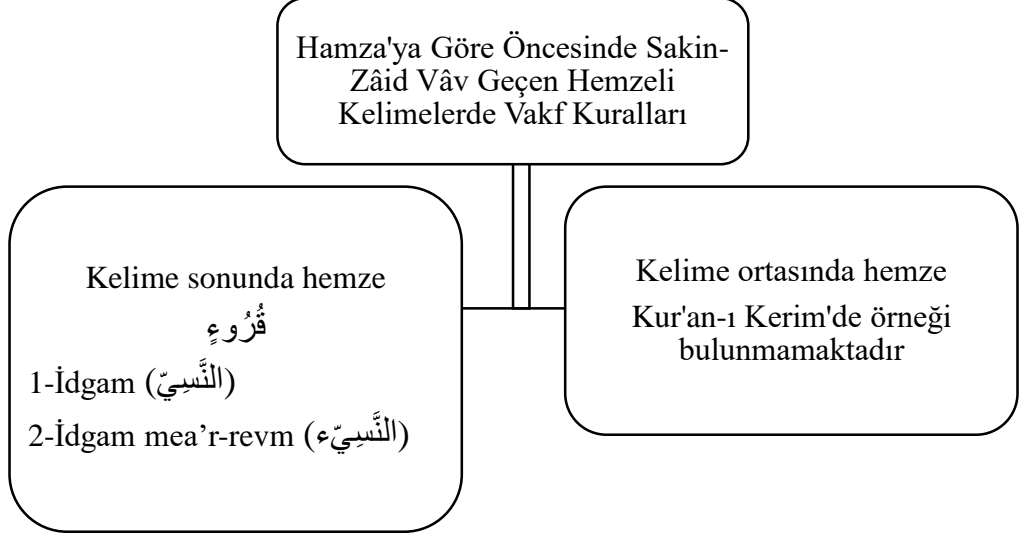 Hamza'ya Göre Öncesinde Sakin-
Zâid Vâv Geçen Hemzeli
Kelimelerde Vakf Kuralları
Kelime sonunda hemze
قُرُوءٍ
1-İdgam (النَّسِيّ)
2-İdgam mea’r-revm (النَّسِيّء)
Kelime ortasında hemze
Kur'an-ı Kerim'de örneği
bulunmamaktadır